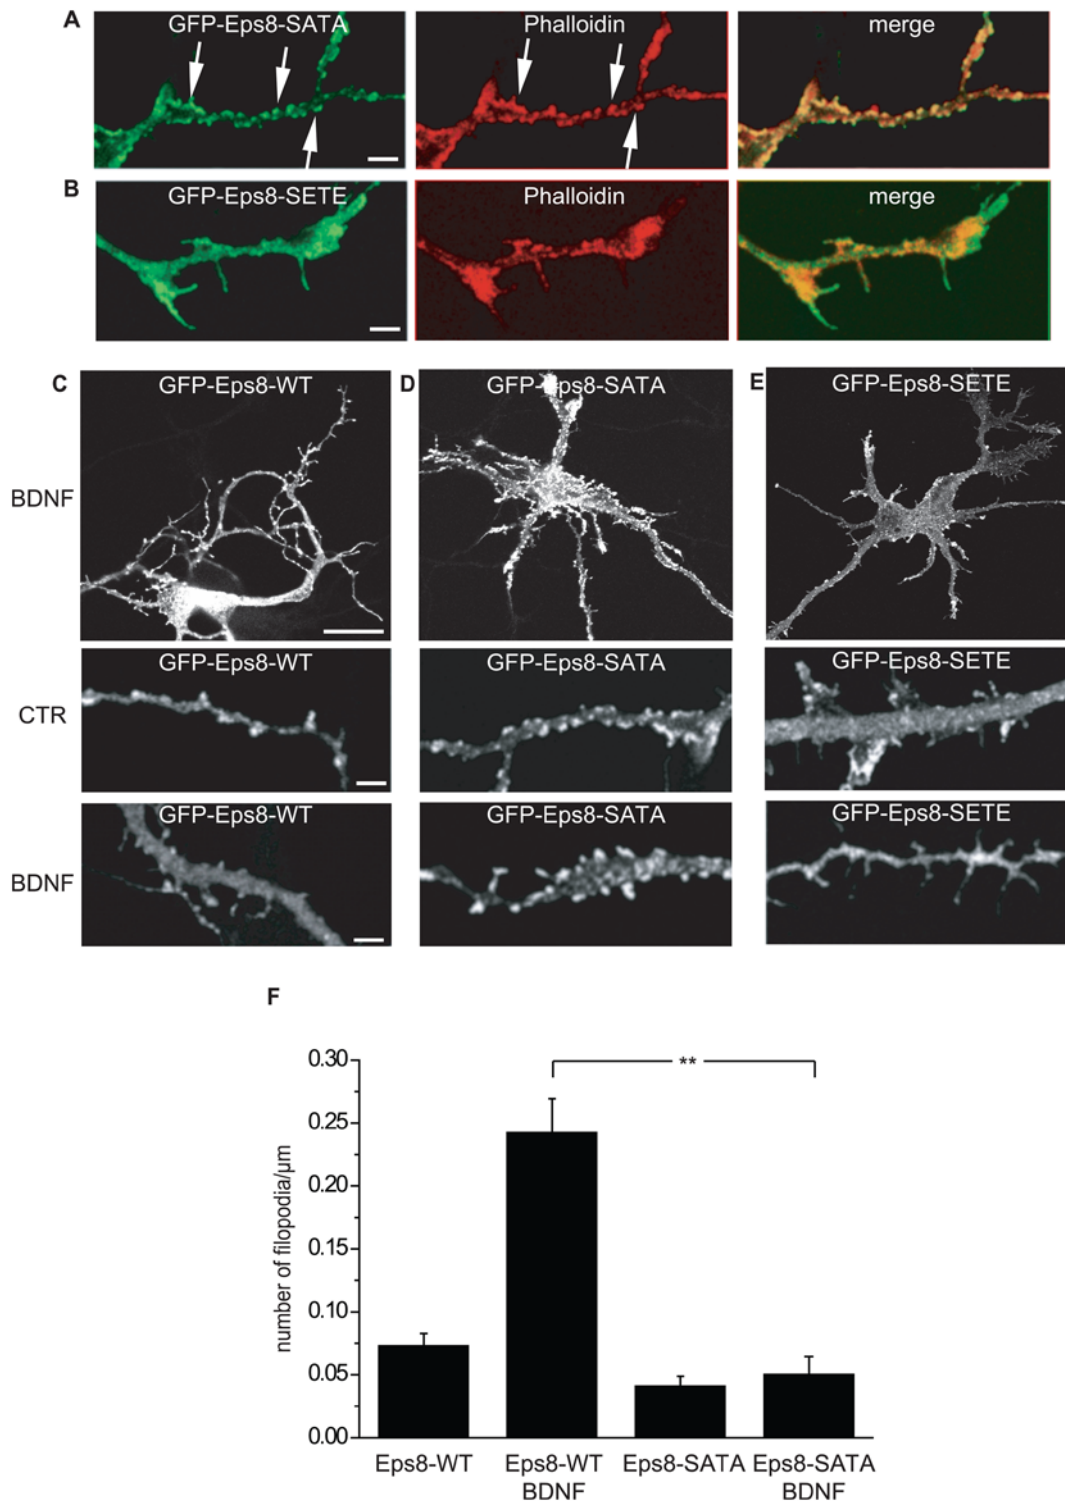 A GFP-Eps8-SATA Phalloidin merge
B GFP-Eps8-SETE Phalloidin merge
C GFP-Eps8-WT D GFP-Eps8-SATA E GFP-Eps8-SETE
BDNF
GFP-Eps8-WT GFP-Eps8-SATA GFP-Eps8-SETE
CTR
GFP-Eps8-WT GFP-Eps8-SATA GFP-Eps8-SETE
BDNF
F
**
0.30
0.25
0.20
0.15
0.10
0.05
0.00
number of filopodia/µm
Eps8-WT Eps8-WT Eps8-SATA Eps8-SATA
BDNF BDNF